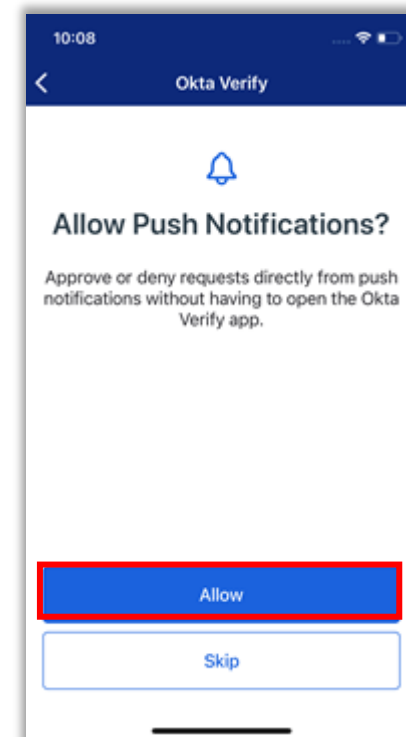 10:08
Okta Verify
Allow Push Notifications?
Approve or deny requests directly from push
notifications without having to open the Okta
Verify app.
Allow
Skip